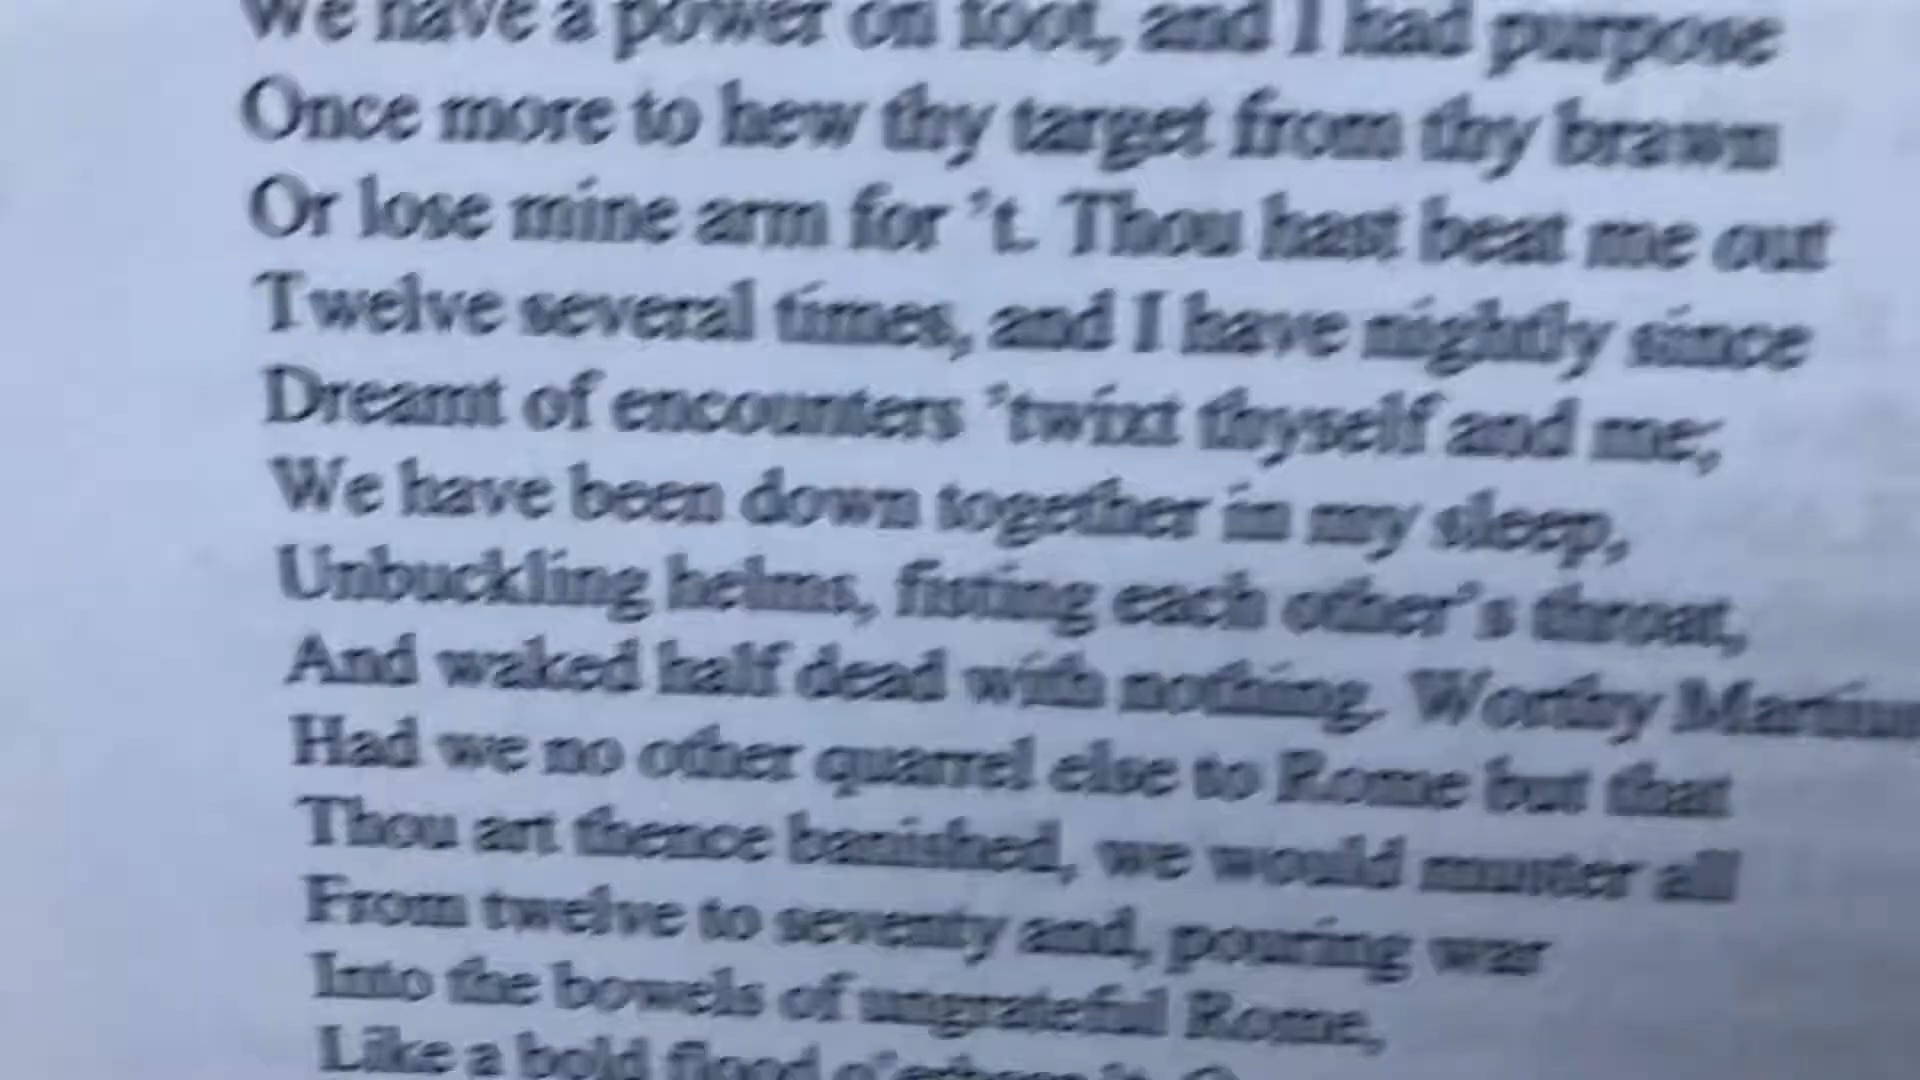 We have a power on foot, and I had purpose
Once more to hew thy target from thy brawn
Or lose mine arm for ’t. Thou hast beat me out
Twelve several times, and I have nightly since
Dreamt of encounters ’twixt thyself and me;
We have been down together in my sleep,
Unbuckling helms, fisting each other’s throat,
And waked half dead with nothing. Worthy Martius
Had we no other quarrel else to Rome but that
Thou art thence banished, we would muster all
From twelve to seventy and, pouring war
Into the bowels of ungrateful Rome,
Like a bold flood